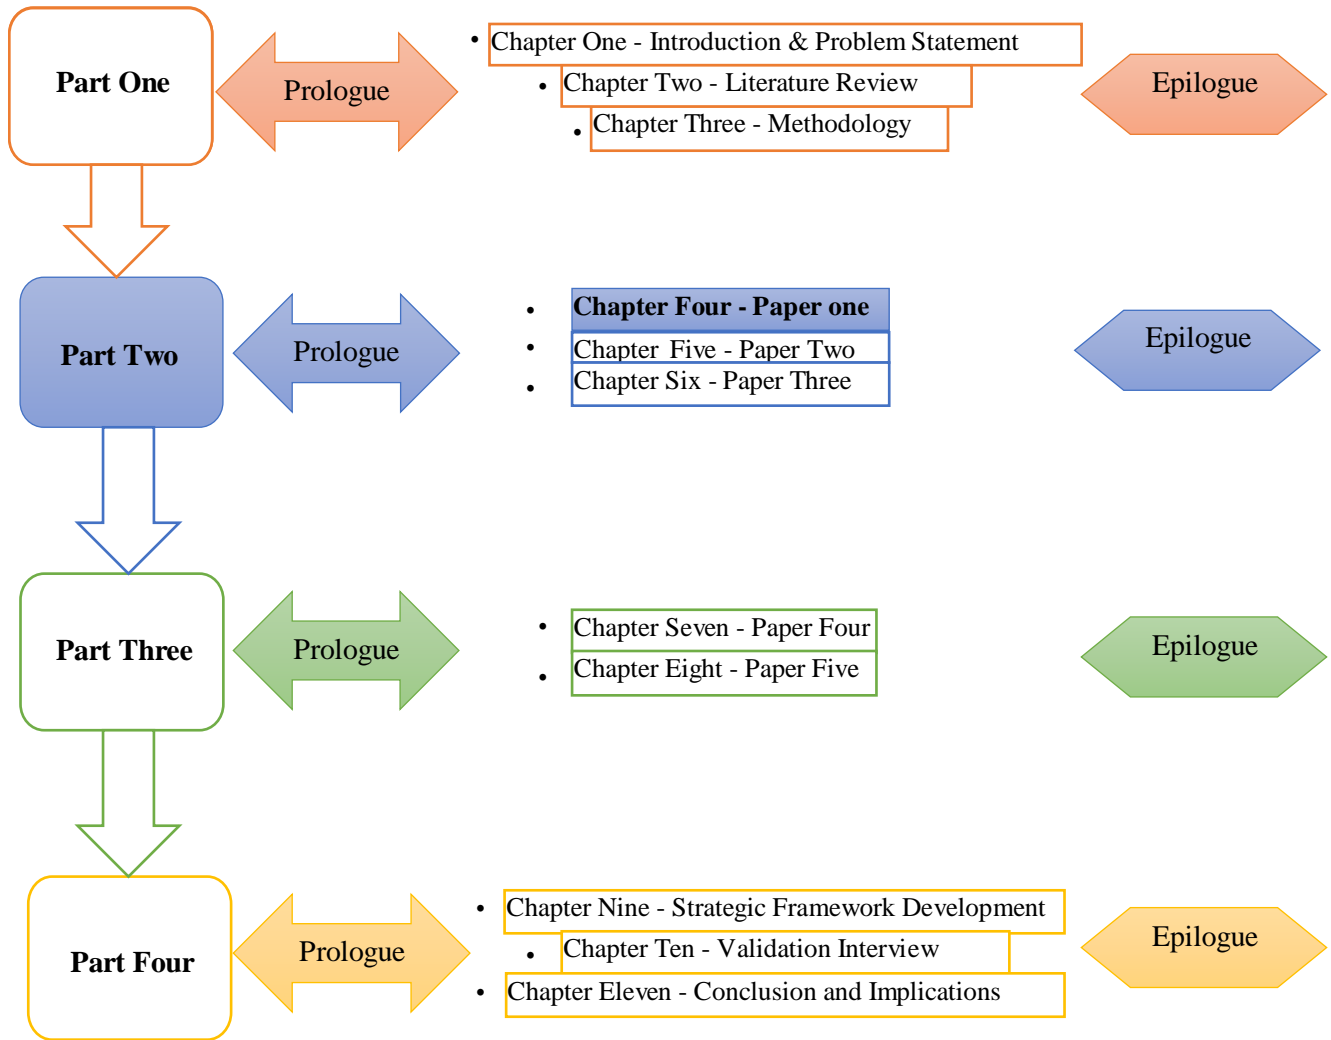 Part One
Prologue
• Chapter One - Introduction & Problem Statement
• Chapter Two - Literature Review
• Chapter Three - Methodology
Epilogue
Part Two
Prologue
• Chapter Four - Paper one
• Chapter Five - Paper Two
• Chapter Six - Paper Three
Epilogue
Part Three
Prologue
• Chapter Seven - Paper Four
• Chapter Eight - Paper Five
Epilogue
Part Four
Prologue
• Chapter Nine - Strategic Framework Development
• Chapter Ten - Validation Interview
• Chapter Eleven - Conclusion and Implications
Epilogue